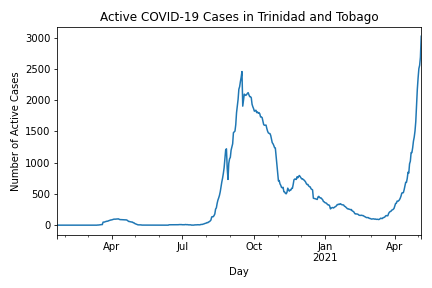 Active COVID-19 Cases in Trinidad and Tobago
Number of Active Cases
3000
2500
2000
1500
1000
500
0
Apr
Jul
Oct
Jan
2021
Apr
Day